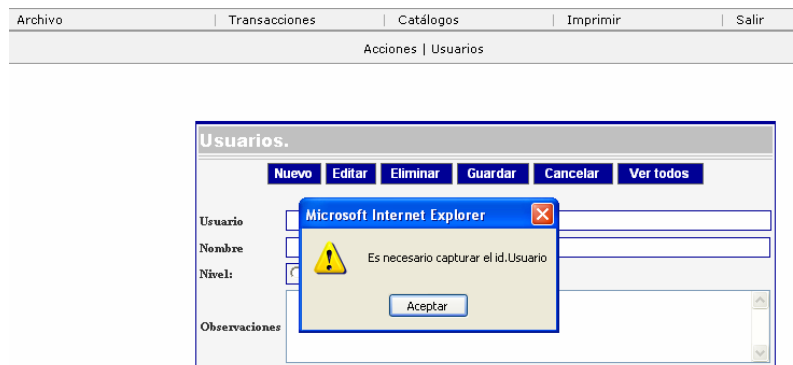 Archivo | Transacciones | Catálogos | Imprimir | Salir
Acciones | Usuarios
Usuarios.
Nuevo Editar Eliminar Guardar Cancelar Ver todos
Usuario
Microsoft Internet Explorer
Nombre
Es necesario capturar el id.Usuario
Nivel:
Aceptar
Observaciones